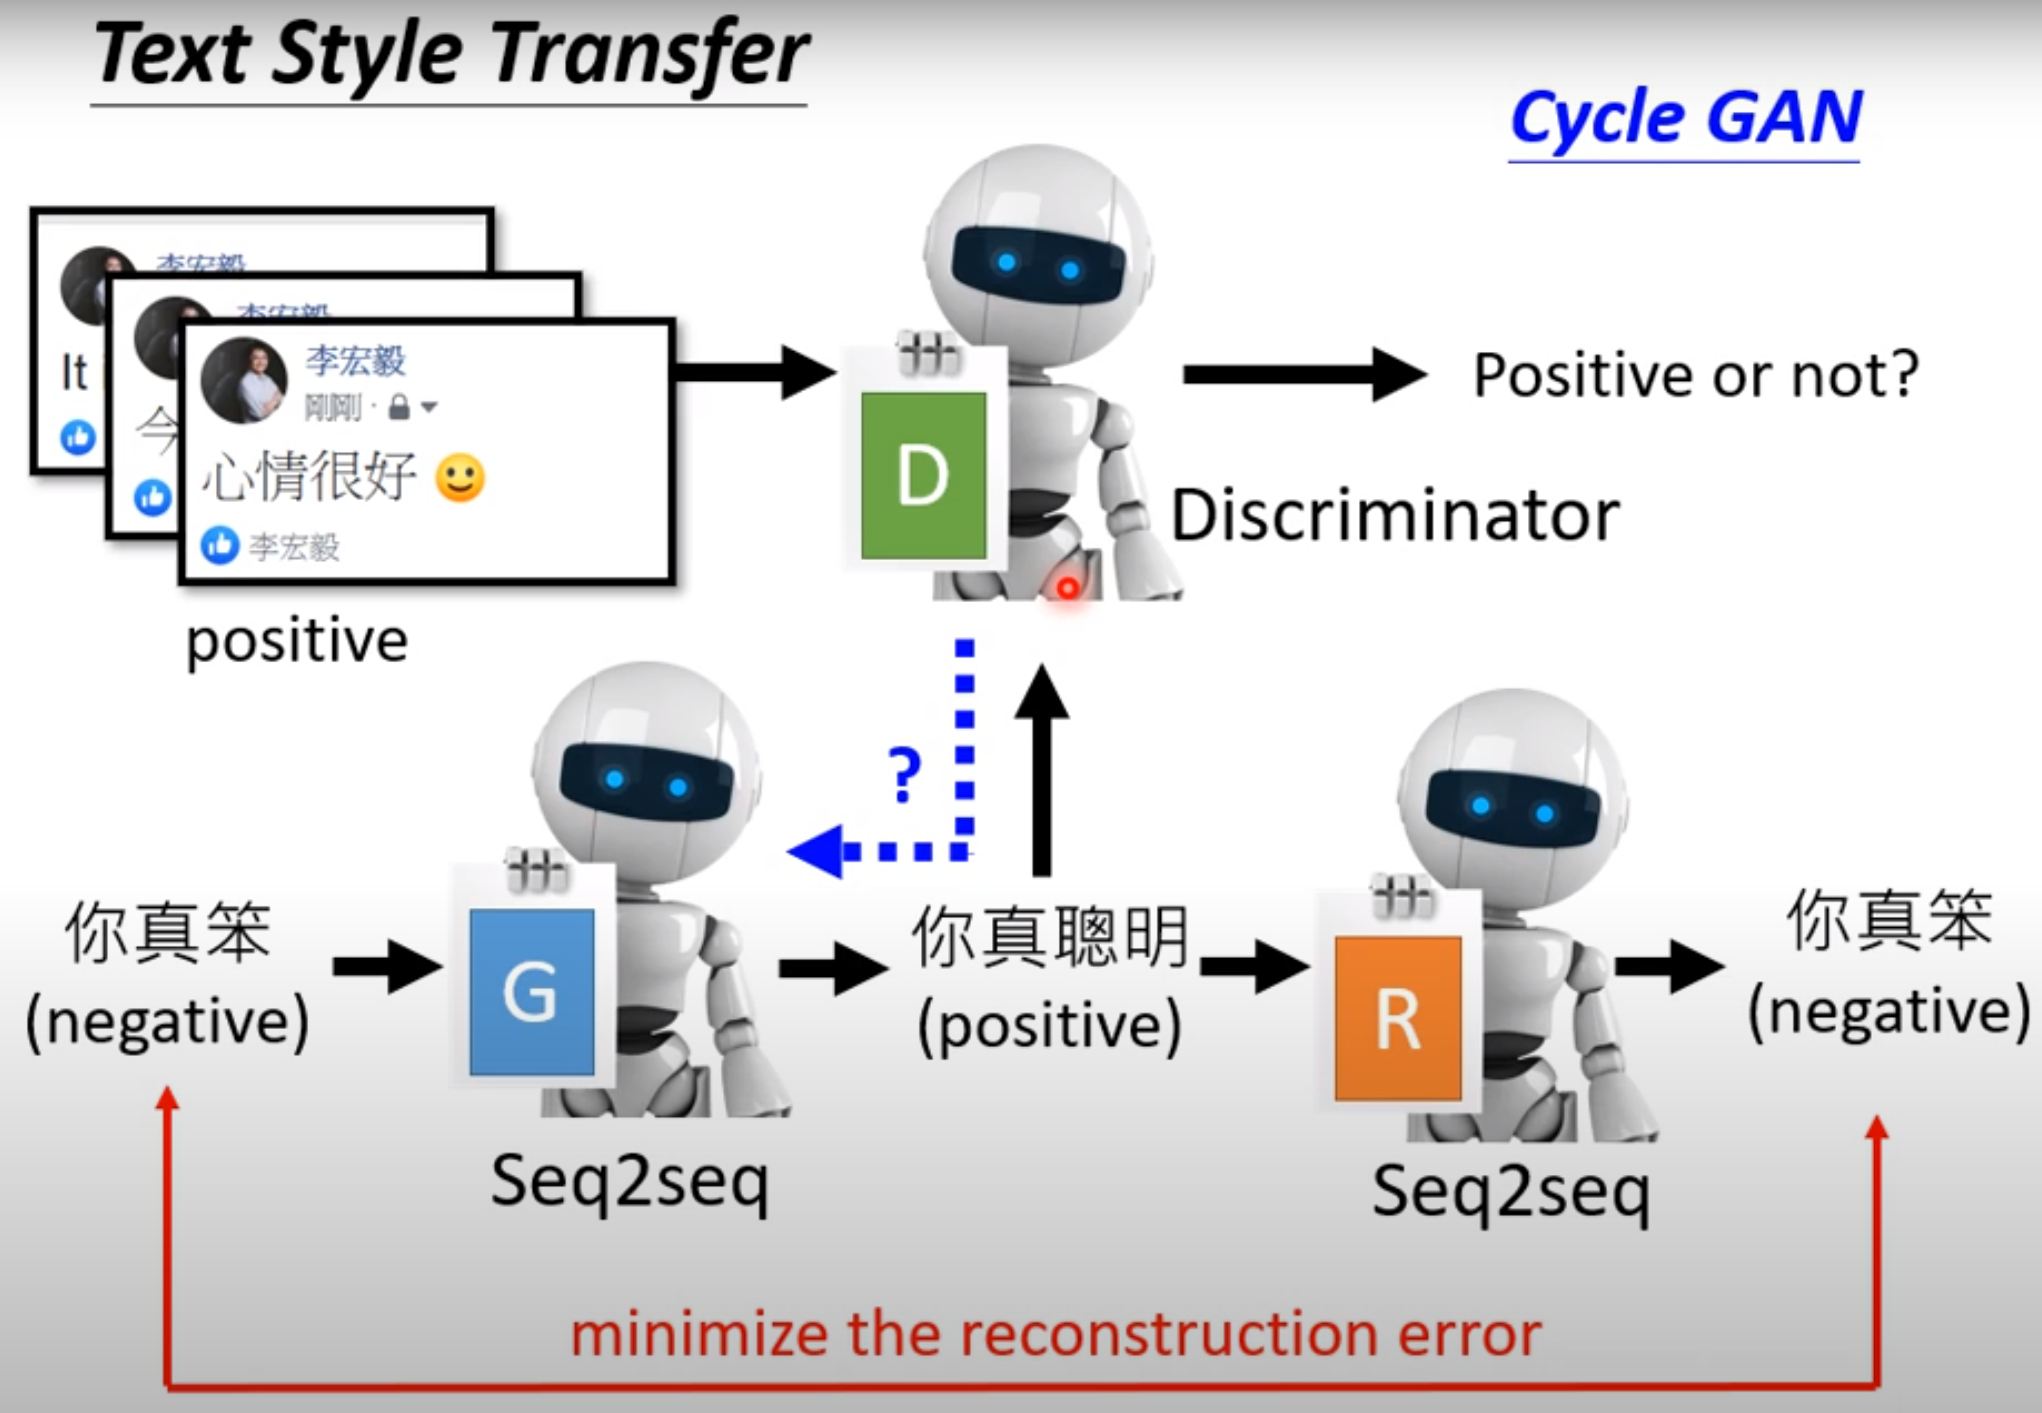 Text Style Transfer
Cycle GAN
李宏毅
It
李宏毅
今
李宏毅
剛剛 ·
心情很好 🙂
李宏毅
positive
D
Positive or not?
Discriminator
?
你真笨
(negative)
G
Seq2seq
你真聰明
(positive)
R
Seq2seq
你真笨
(negative)
minimize the reconstruction error